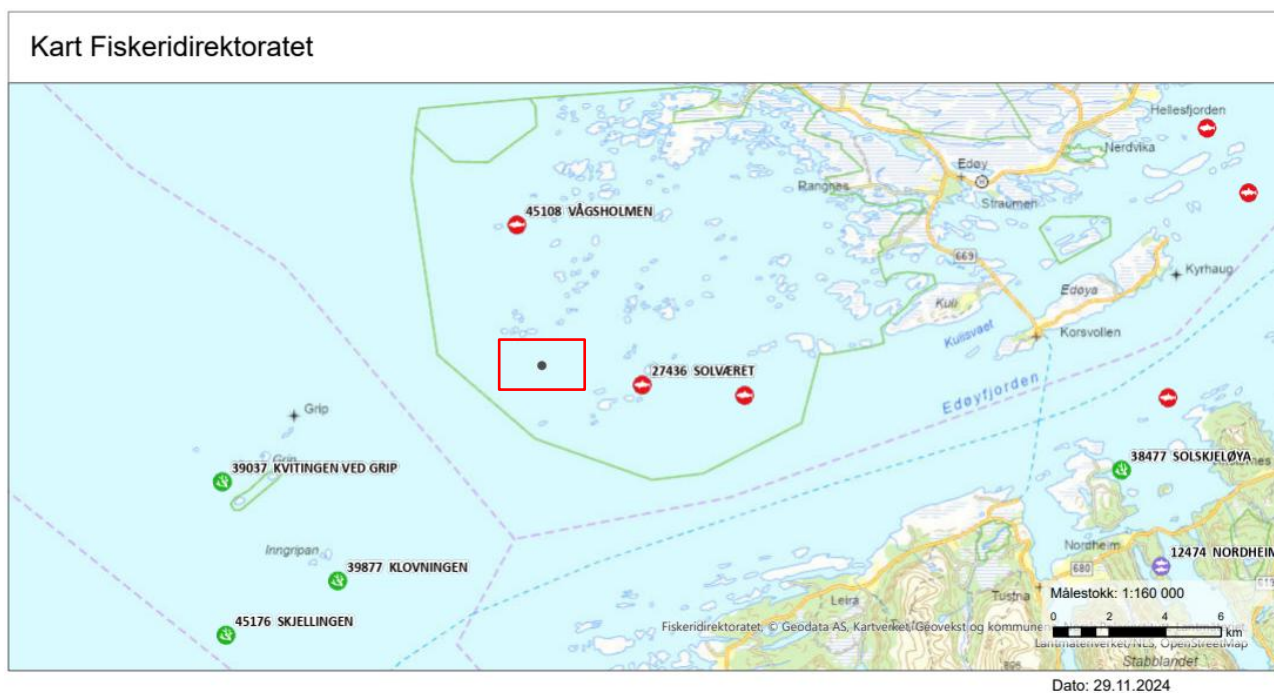 Kart Fiskeridirektoratet
Hellesfjorden
Nerdvika
Edøy
Rangnes
Straumen
45108 VÅGSHOLMEN
669
Kyrhaug
Edøya
Kuli
Korsvollen
Kulisvaet
27436 SOLVÆRET
Edøyfjorden
Grip
Grip
39037 KVITINGEN VED GRIP
38477 SOLSKJELØYA
Inngripan
Nordheim
12474 NORDHEIM
39877 KLOVNINGEN
680
Målestokk: 1:160 000
Tustna
Leira
0 2 4 6
km
45176 SKJELLINGEN
Fiskeridirektoratet, © Geodata AS, Kartverket, Geovekst og kommuner
Lantmäteriverket/NLS, OpenStreetMap
Stabblandet
Dato: 29.11.2024